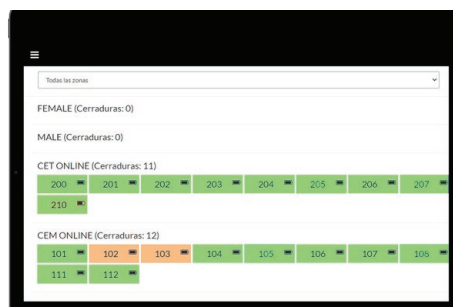 Todas las zonas
FEMALE (Cerraduras: 0)
MALE (Cerraduras: 0)
CET ONLINE (Cerraduras: 11)
200 201 202 203 204 205 206 207
210
CEM ONLINE (Cerraduras: 12)
101 102 103 104 105 106 107 108
111 112